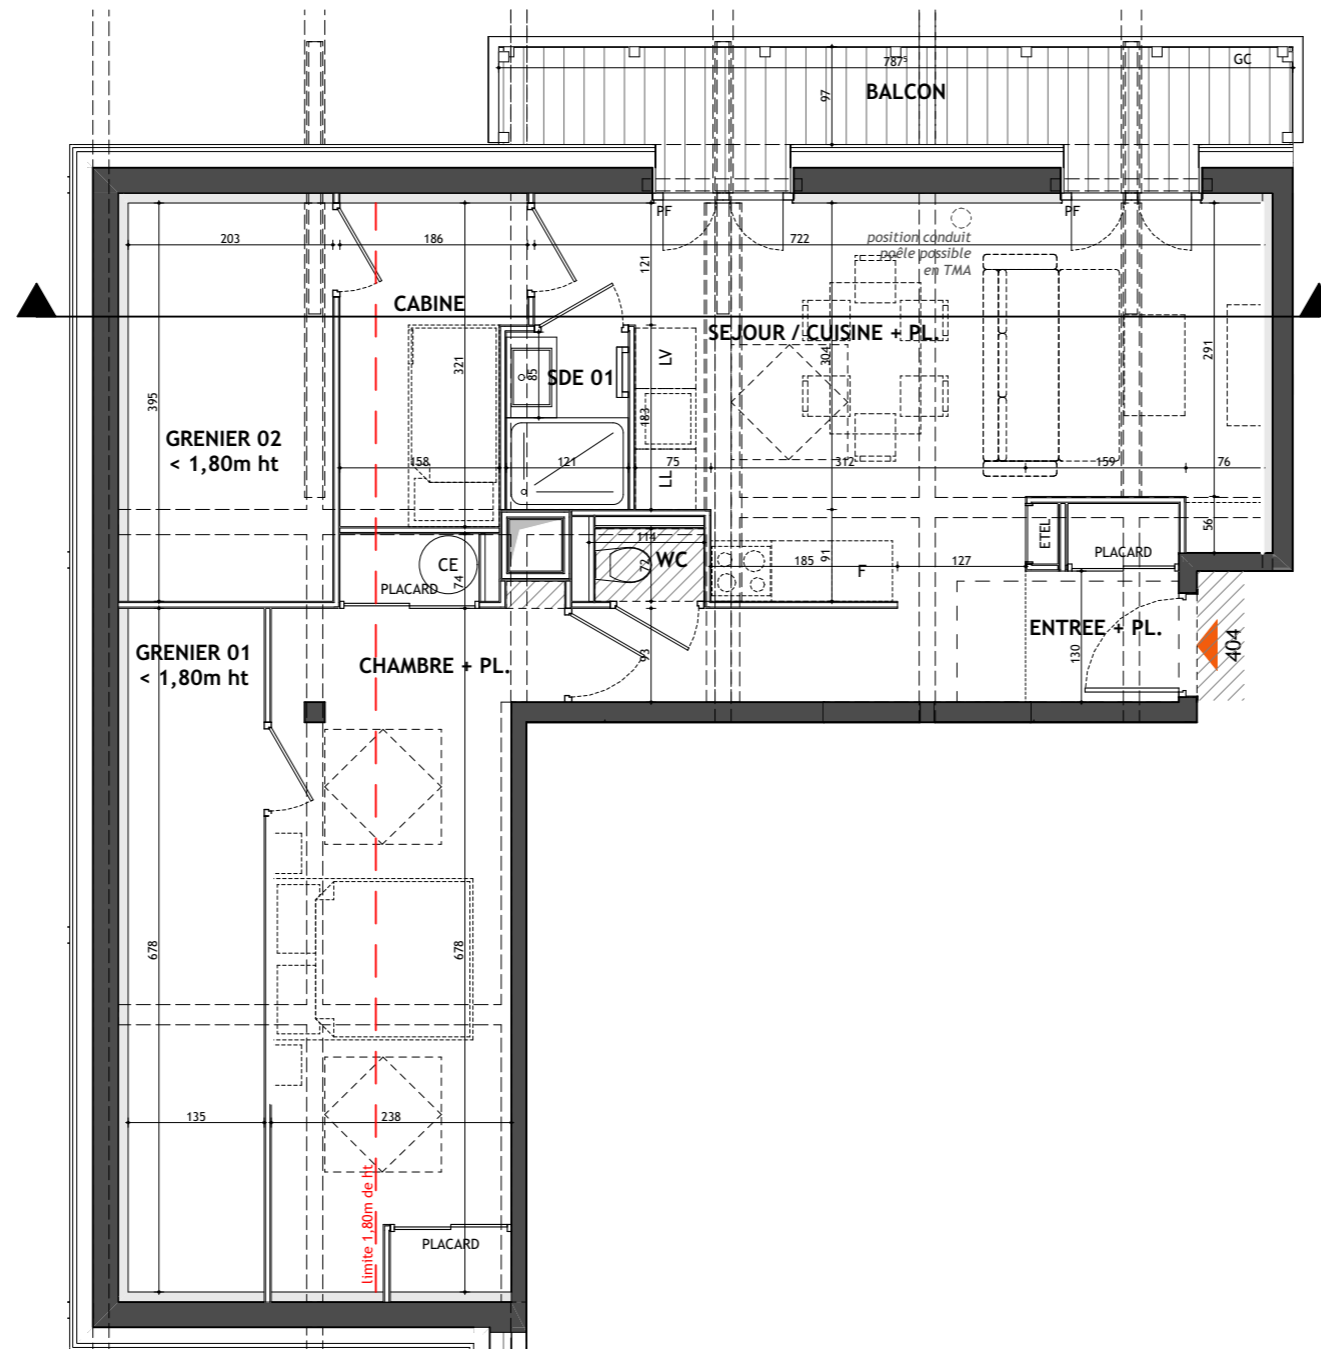 787⁵
GC
BALCON
97
PF
PF
203
186
722
position conduit
poêle possible
en TMA
121
CABINE
SEJOUR / CUISINE + PL.
LV
304
291
321
85
SDE 01
395
183
GRENIER 02
< 1,80m ht
158
121
75
LL
312
159
76
56
ETEL
PLACARD
114
WC
72
91
185
F
127
CE
74
PLACARD
GRENIER 01
< 1,80m ht
CHAMBRE + PL.
93
ENTREE + PL.
130
404
678
678
135
238
limite 1,80m de ht
PLACARD